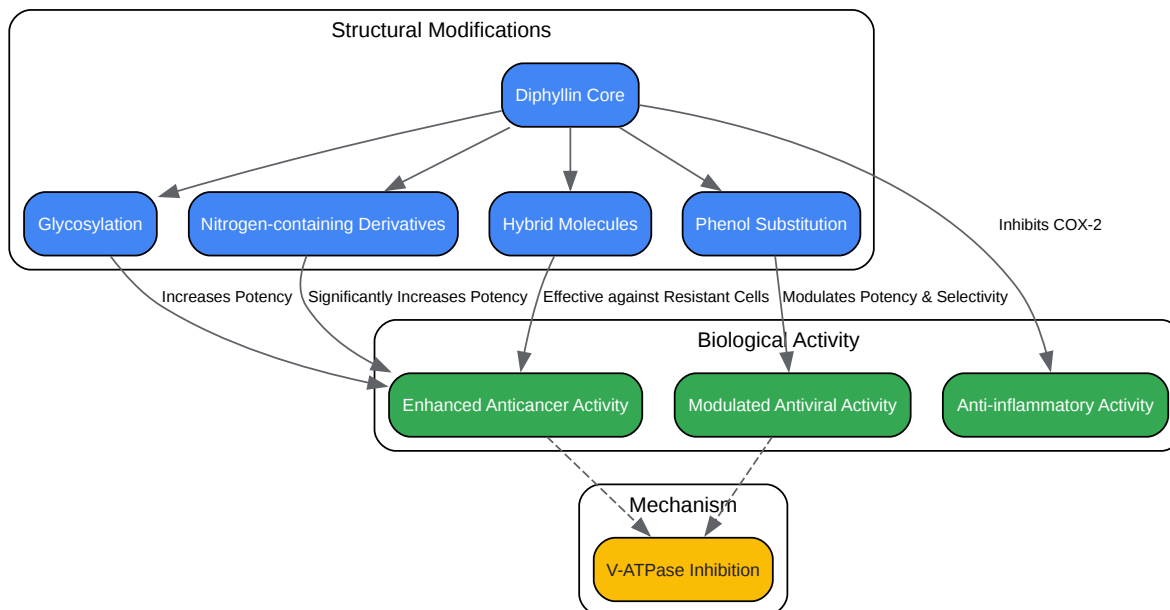 Structural Modifications
Diphyllin Core
Glycosylation
Nitrogen-containing Derivatives
Hybrid Molecules
Phenol Substitution
Inhibits COX-2
Increases Potency
Significantly Increases Potency
Effective against Resistant Cells
Modulates Potency & Selectivity
Biological Activity
Enhanced Anticancer Activity
Modulated Antiviral Activity
Anti-inflammatory Activity
Mechanism
V-ATPase Inhibition